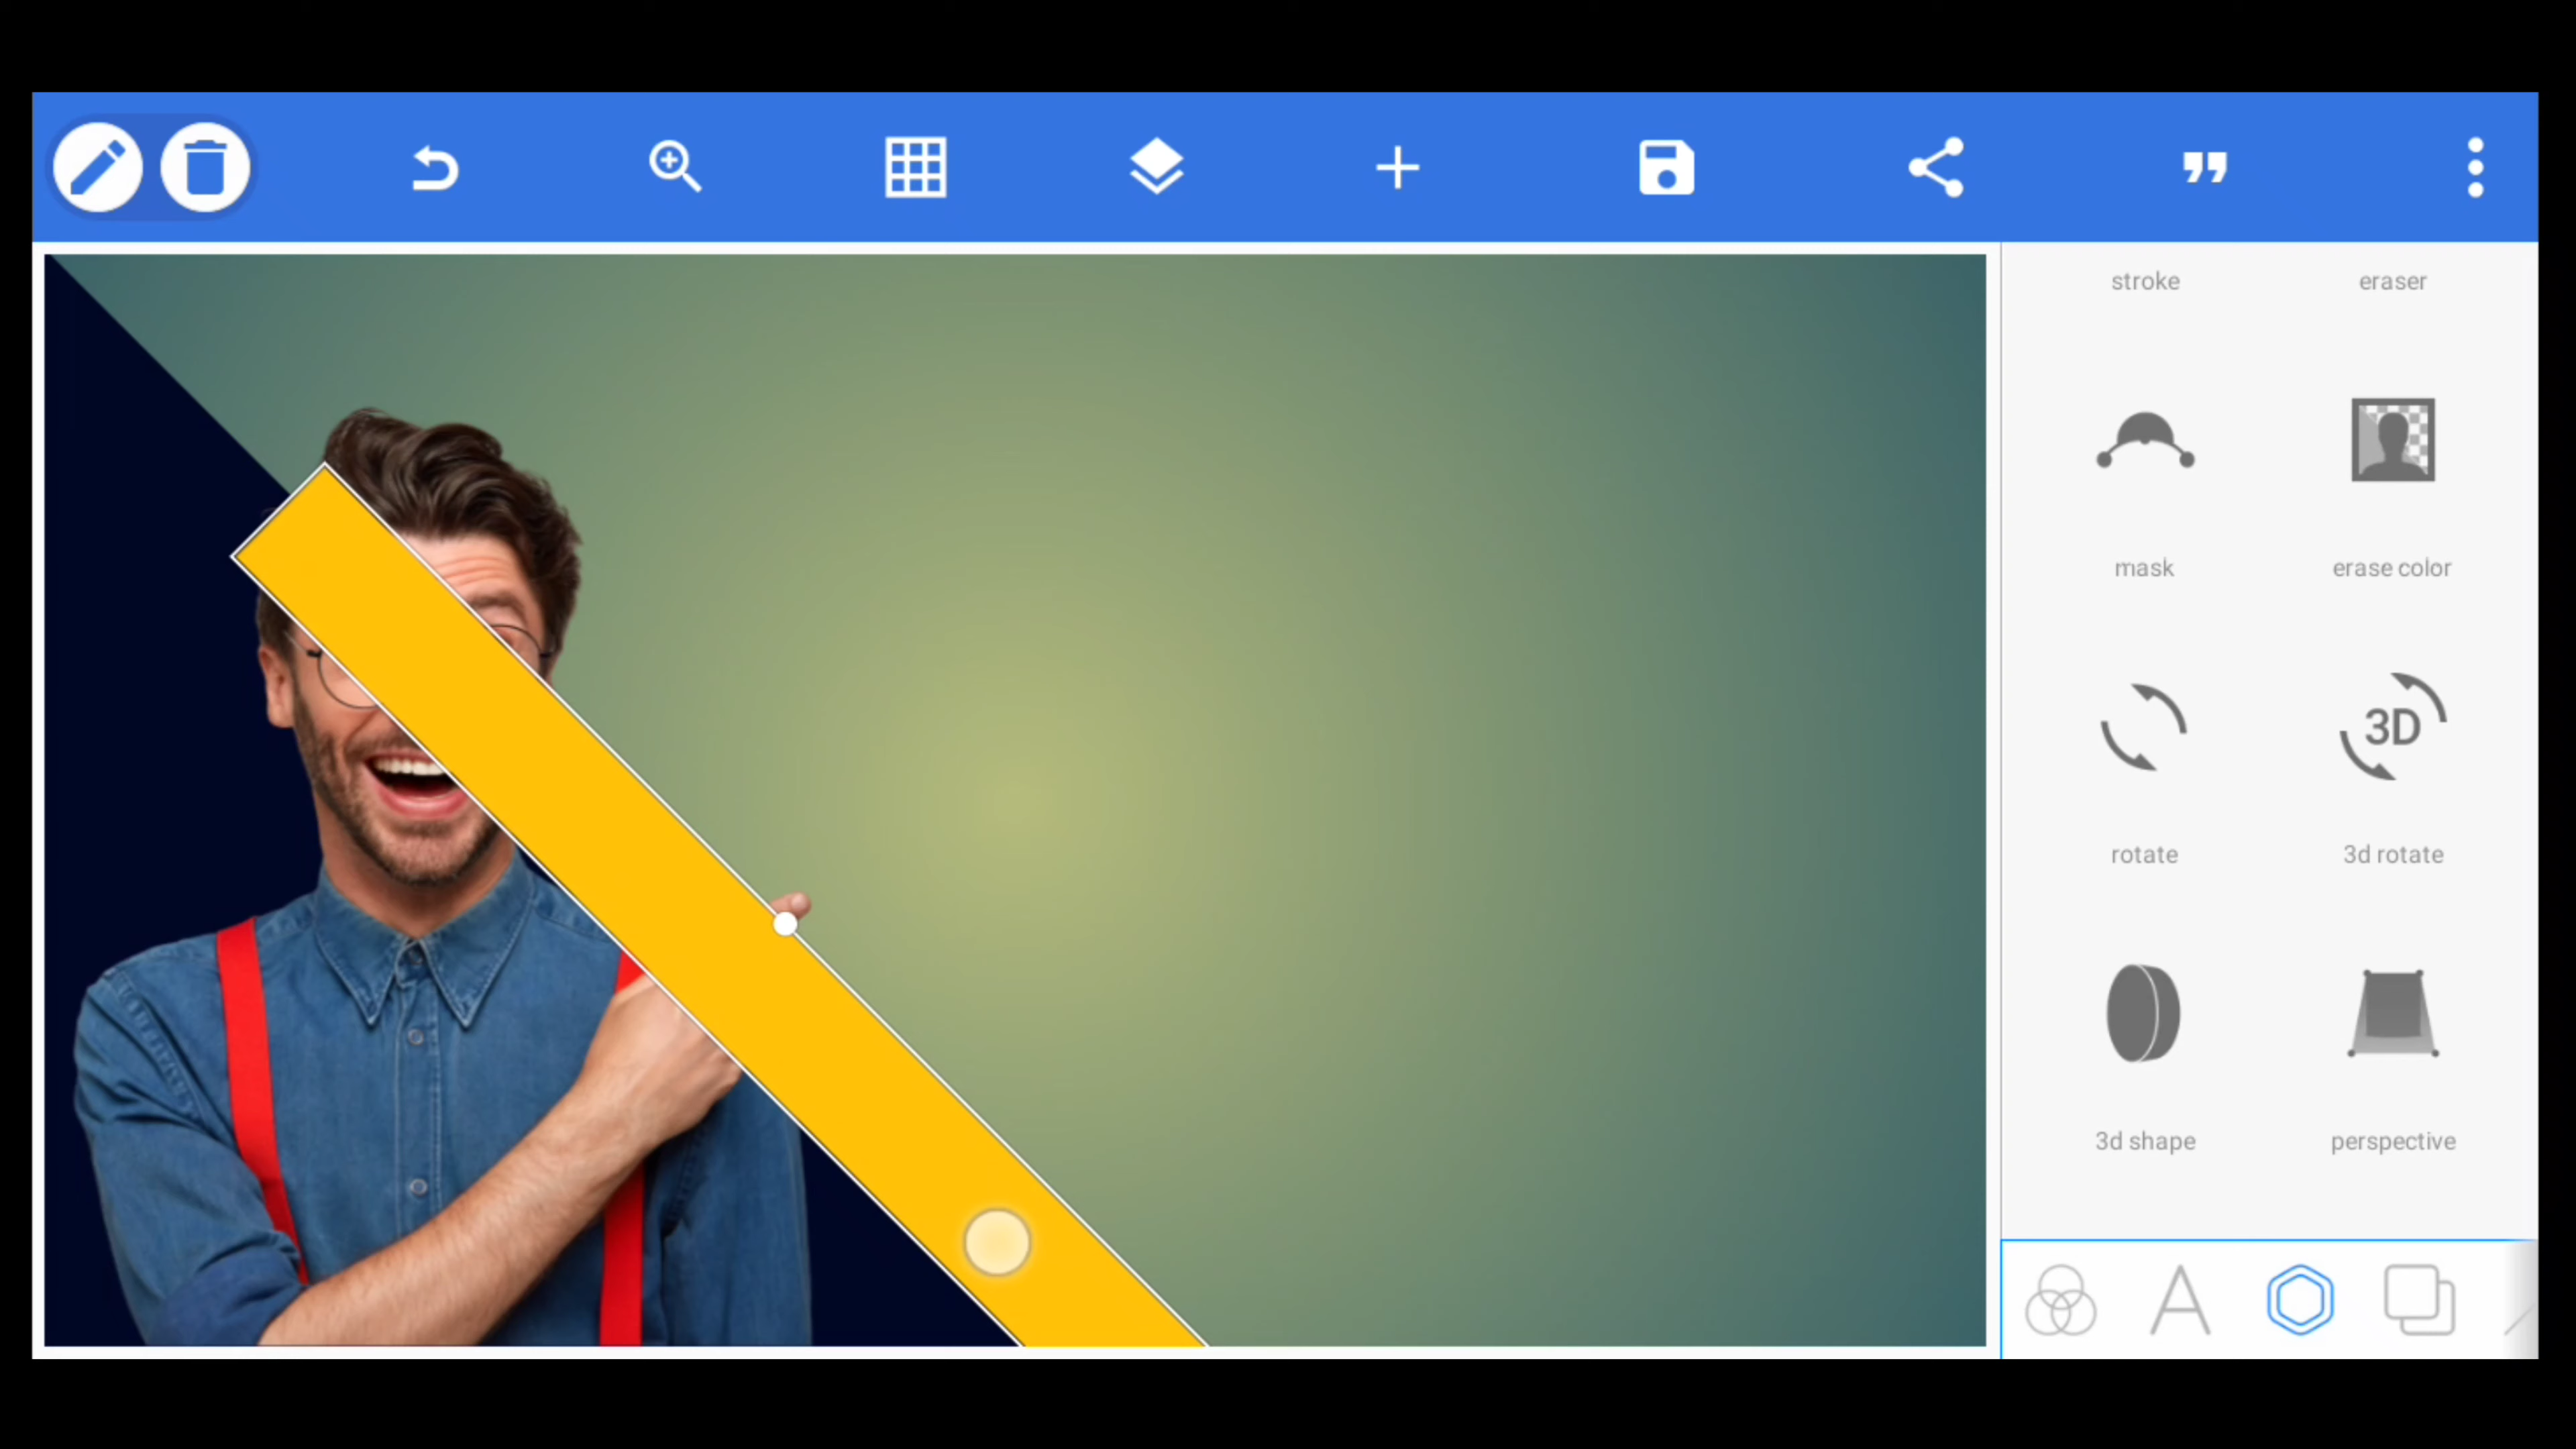 stroke eraser
mask erase color
rotate 3D
3d rotate
3d shape perspective
A